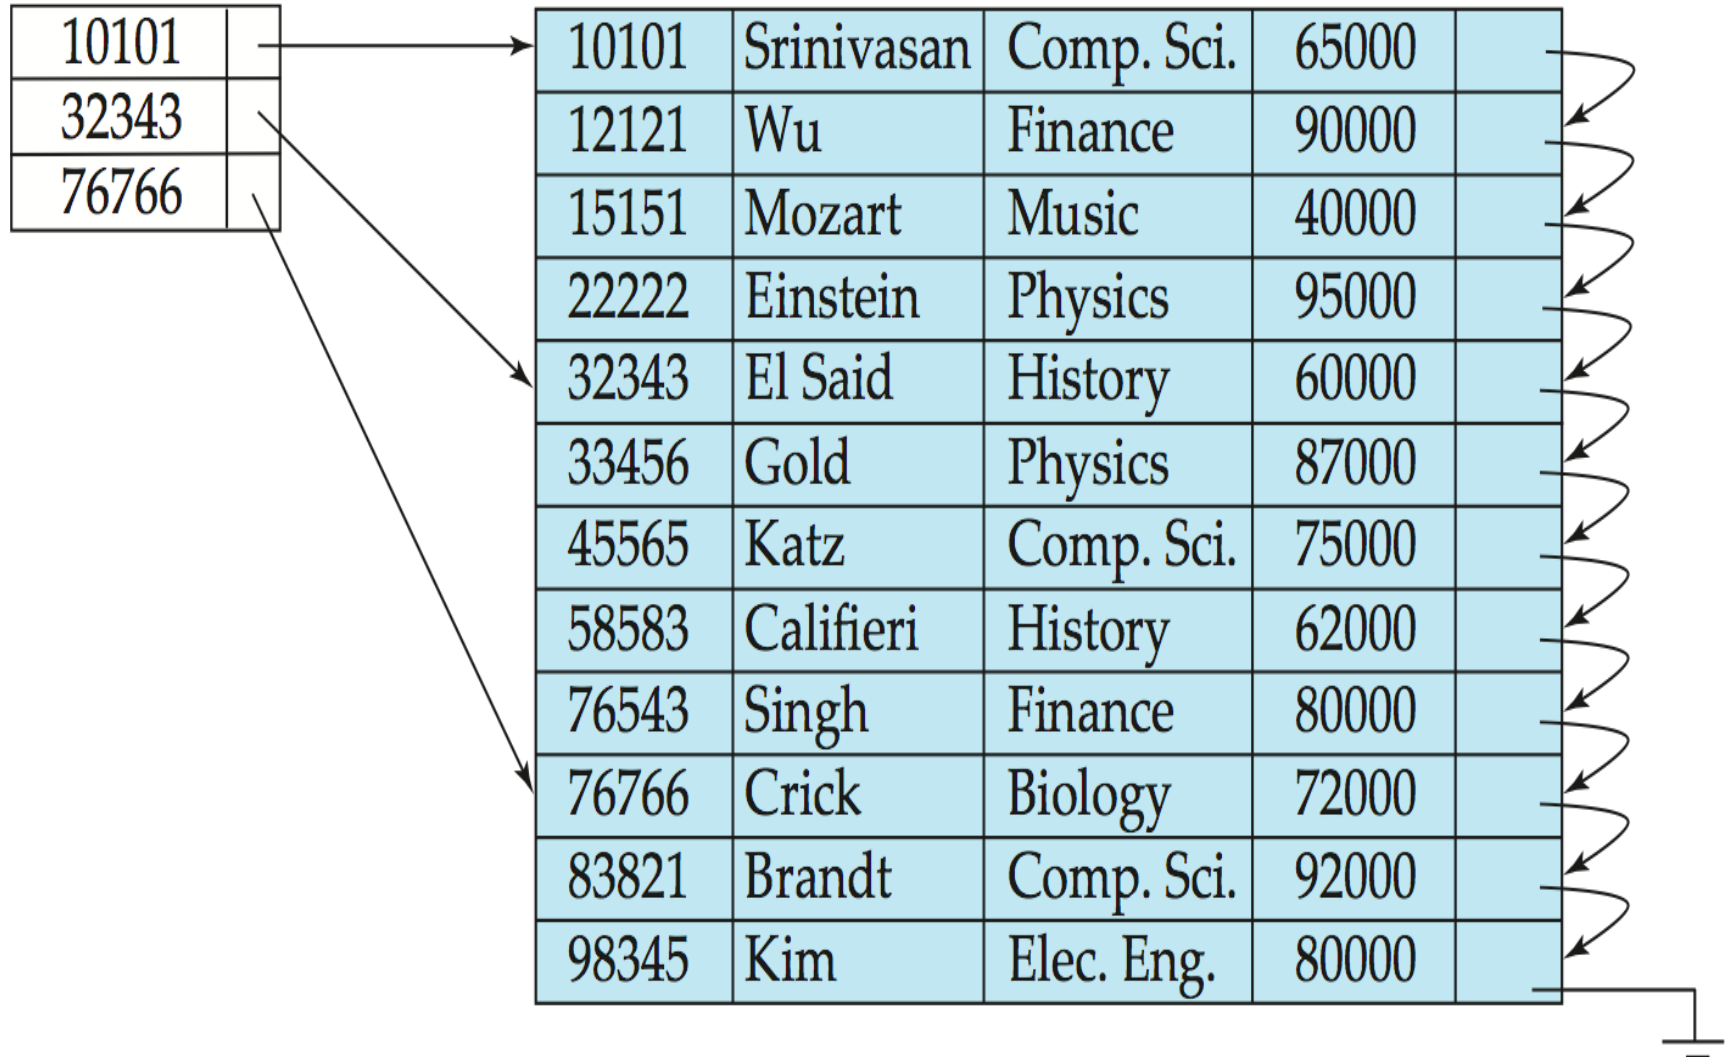 10101
32343
76766
10101 Srinivasan Comp. Sci. 65000
12121 Wu Finance 90000
15151 Mozart Music 40000
22222 Einstein Physics 95000
32343 El Said History 60000
33456 Gold Physics 87000
45565 Katz Comp. Sci. 75000
58583 Califieri History 62000
76543 Singh Finance 80000
76766 Crick Biology 72000
83821 Brandt Comp. Sci. 92000
98345 Kim Elec. Eng. 80000